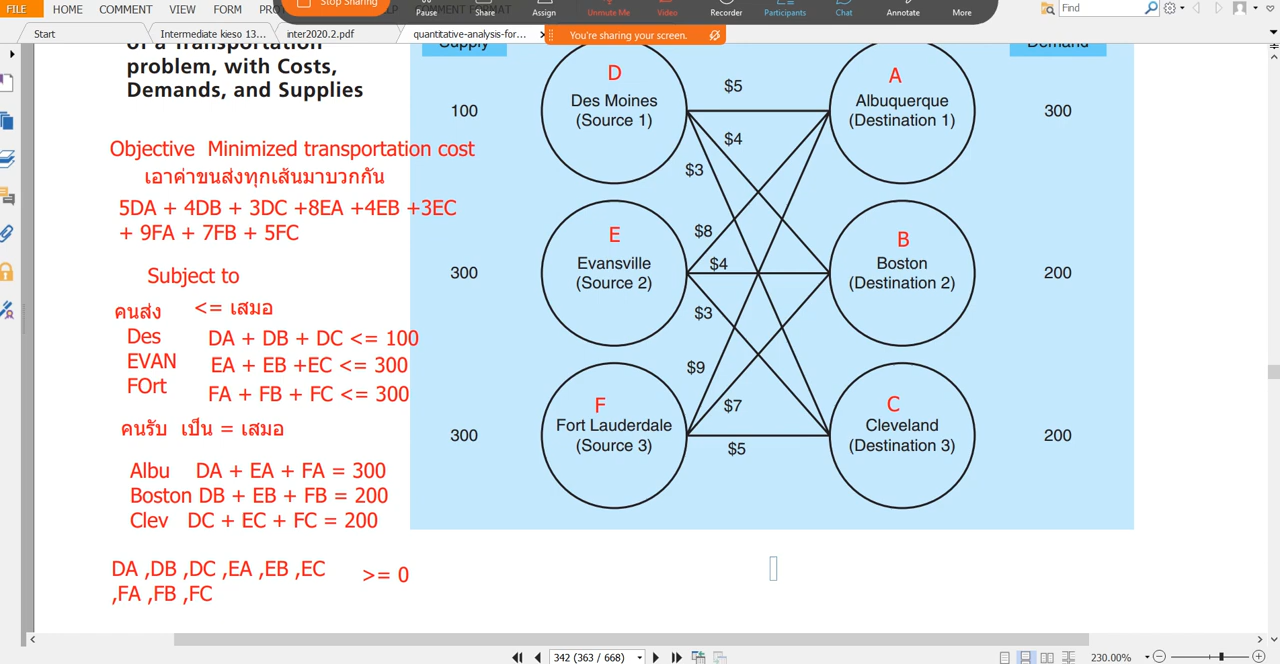 Stop Sharing
FILE HOME COMMENT VIEW FORM COMMENT FORMAT
Pause Share Assign Unmute Me Video Recorder Participants Chat Annotate More
Find
Start Intermediate kieso 13... inter2020.2.pdf quantitative-analysis-for...
You're sharing your screen.
of a Transportation
problem, with Costs,
Demands, and Supplies
Supply
Demand
Objective Minimized transportation cost
เอาค่าขนส่งทุกเส้นมาบวกกัน
5DA + 4DB + 3DC +8EA +4EB +3EC
+ 9FA + 7FB + 5FC
Subject to
คนส่ง <= เสมอ
Des DA + DB + DC <= 100
EVAN EA + EB +EC <= 300
FOrt FA + FB + FC <= 300
คนรับ เป็น = เสมอ
Albu DA + EA + FA = 300
Boston DB + EB + FB = 200
Clev DC + EC + FC = 200
DA ,DB ,DC ,EA ,EB ,EC >= 0
,FA ,FB ,FC
100
D
Des Moines
(Source 1)
$5
$4
$3
A
Albuquerque
(Destination 1)
300
300
E
Evansville
(Source 2)
$8
$4
$3
B
Boston
(Destination 2)
200
300
F
Fort Lauderdale
(Source 3)
$9
$7
$5
C
Cleveland
(Destination 3)
200
342 (363 / 668)
230.00%